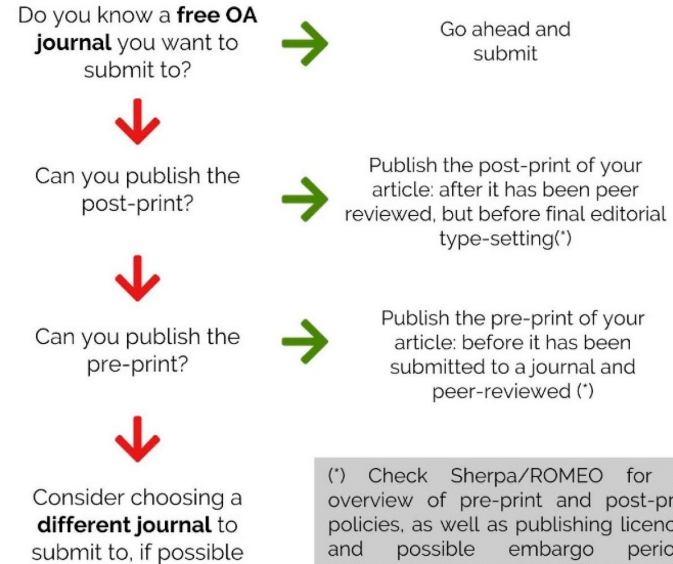 Do you know a free OA
journal you want to
submit to?
Go ahead and
submit
Can you publish the
post-print?
Publish the post-print of your
article: after it has been peer
reviewed, but before final editorial
type-setting(*)
Can you publish the
pre-print?
Publish the pre-print of your
article: before it has been
submitted to a journal and
peer-reviewed (*)
Consider choosing a
different journal to
submit to, if possible
(*) Check Sherpa/ROMEO for
overview of pre-print and
policies, as well as publishing
and possible embargo